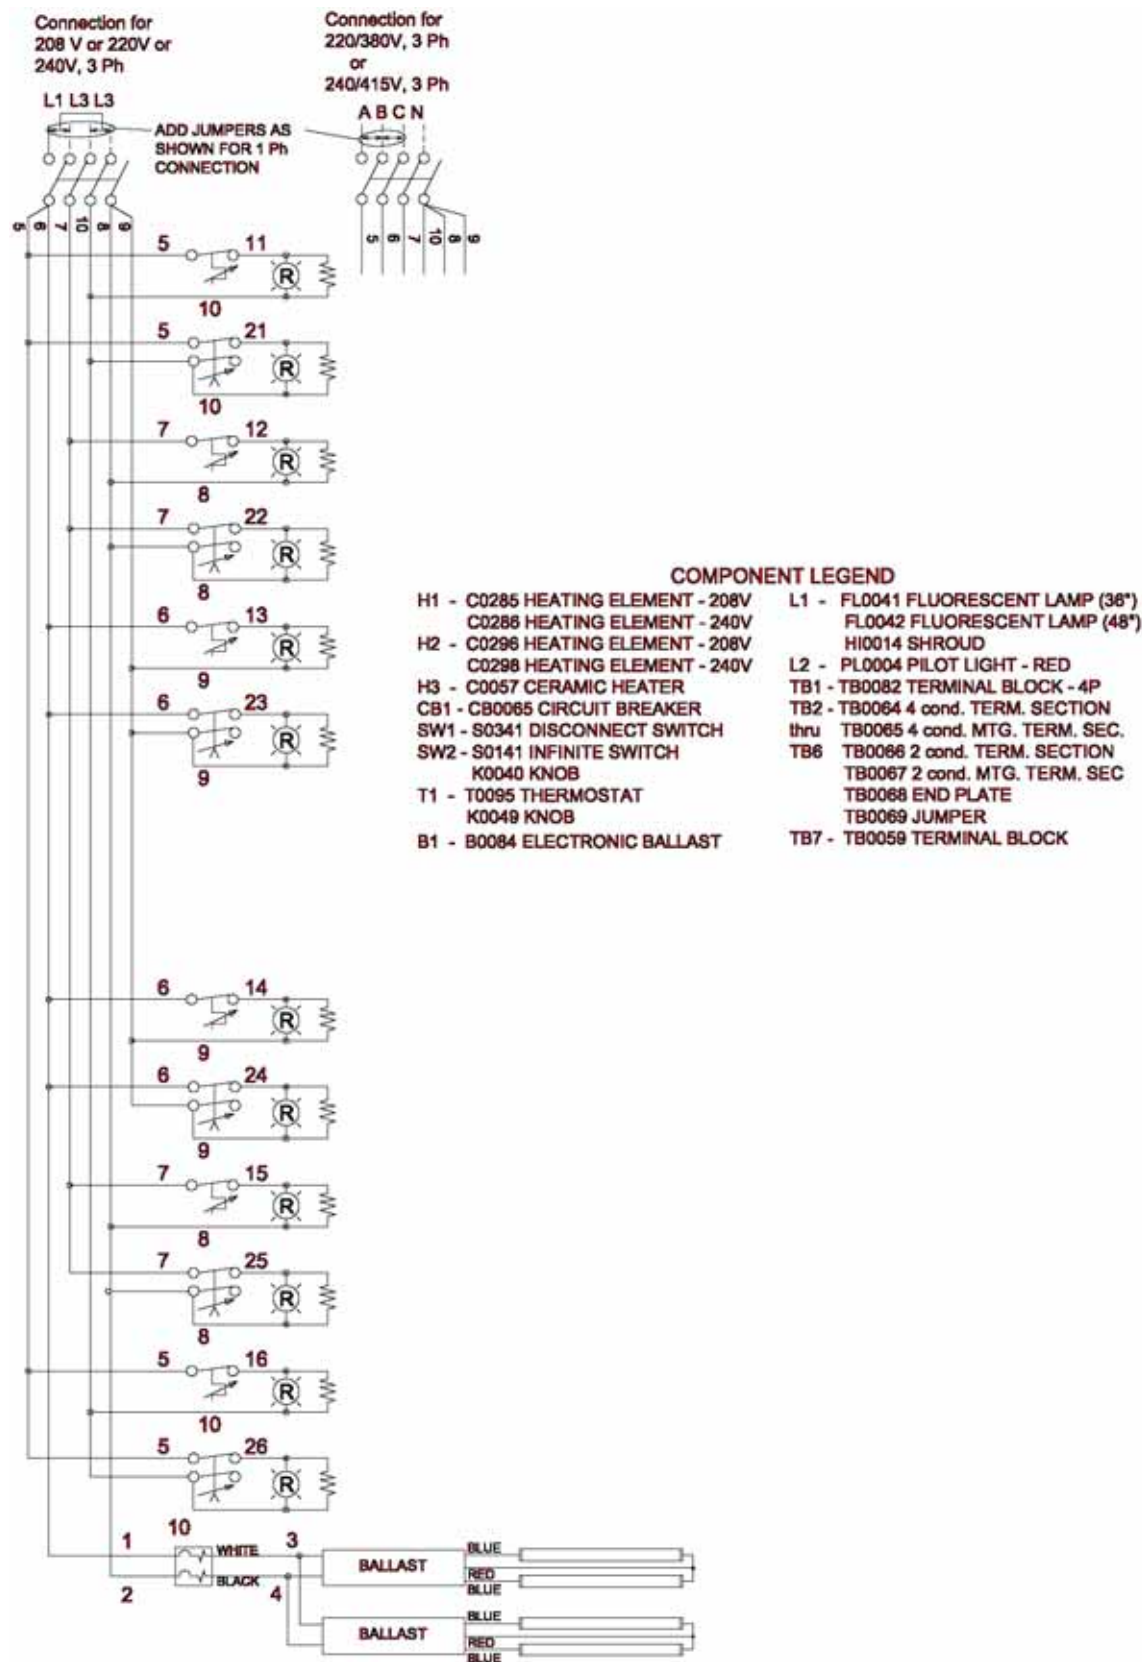 Connection for
208 V or 220V or
240V, 3 Ph
Connection for
220/380V, 3 Ph
or
240/415V, 3 Ph
L1 L3 L3
A B C N
ADD JUMPERS AS
SHOWN FOR 1 Ph
CONNECTION
5 6 7 10 8 9
5 6 7 10 8 9
5 11
R
10
5 21
R
10
7 12
R
8
7 22
R
8
6 13
R
9
6 23
R
9
COMPONENT LEGEND
H1 - C0285 HEATING ELEMENT - 208V
C0286 HEATING ELEMENT - 240V
H2 - C0296 HEATING ELEMENT - 208V
C0298 HEATING ELEMENT - 240V
H3 - C0057 CERAMIC HEATER
CB1 - CB0065 CIRCUIT BREAKER
SW1 - S0341 DISCONNECT SWITCH
SW2 - S0141 INFINITE SWITCH
K0040 KNOB
T1 - T0095 THERMOSTAT
K0049 KNOB
B1 - B0084 ELECTRONIC BALLAST
L1 - FL0041 FLUORESCENT LAMP (36")
FL0042 FLUORESCENT LAMP (48")
HI0014 SHROUD
L2 - PL0004 PILOT LIGHT - RED
TB1 - TB0082 TERMINAL BLOCK - 4P
TB2 - TB0064 4 cond. TERM. SECTION
thru TB0065 4 cond. MTG. TERM. SEC.
TB6 TB0066 2 cond. TERM. SECTION
TB0067 2 cond. MTG. TERM. SEC
TB0068 END PLATE
TB0069 JUMPER
TB7 - TB0059 TERMINAL BLOCK
6 14
R
9
6 24
R
9
7 15
R
8
7 25
R
8
5 16
R
10
5 26
R
1 10 WHITE 3
2 BLACK 4
BALLAST
BLUE
RED
BLUE
BALLAST
BLUE
RED
BLUE